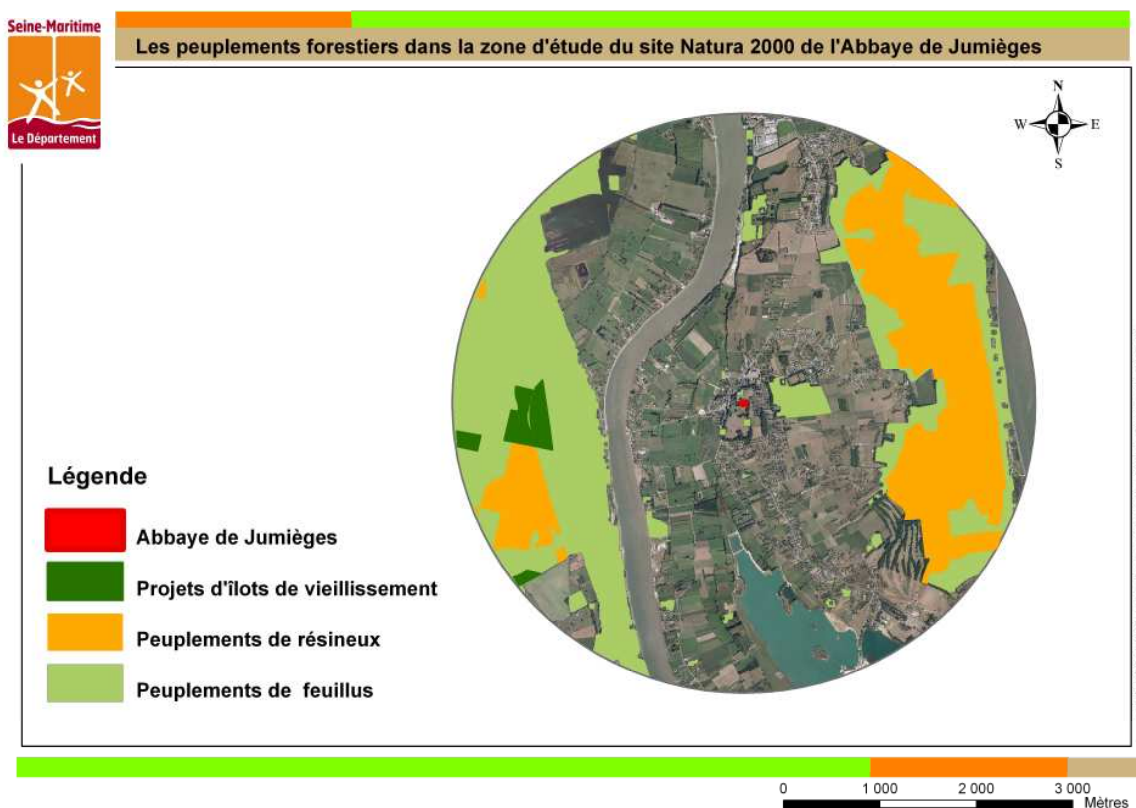 Seine-Maritime
Le Département
Les peuplements forestiers dans la zone d'étude du site Natura 2000 de l'Abbaye de Jumièges
N
W E
S
Légende
Abbaye de Jumièges
Projets d'îlots de vieillissement
Peuplements de résineux
Peuplements de feuillus
0 1 000 2 000 3 000
Mètres